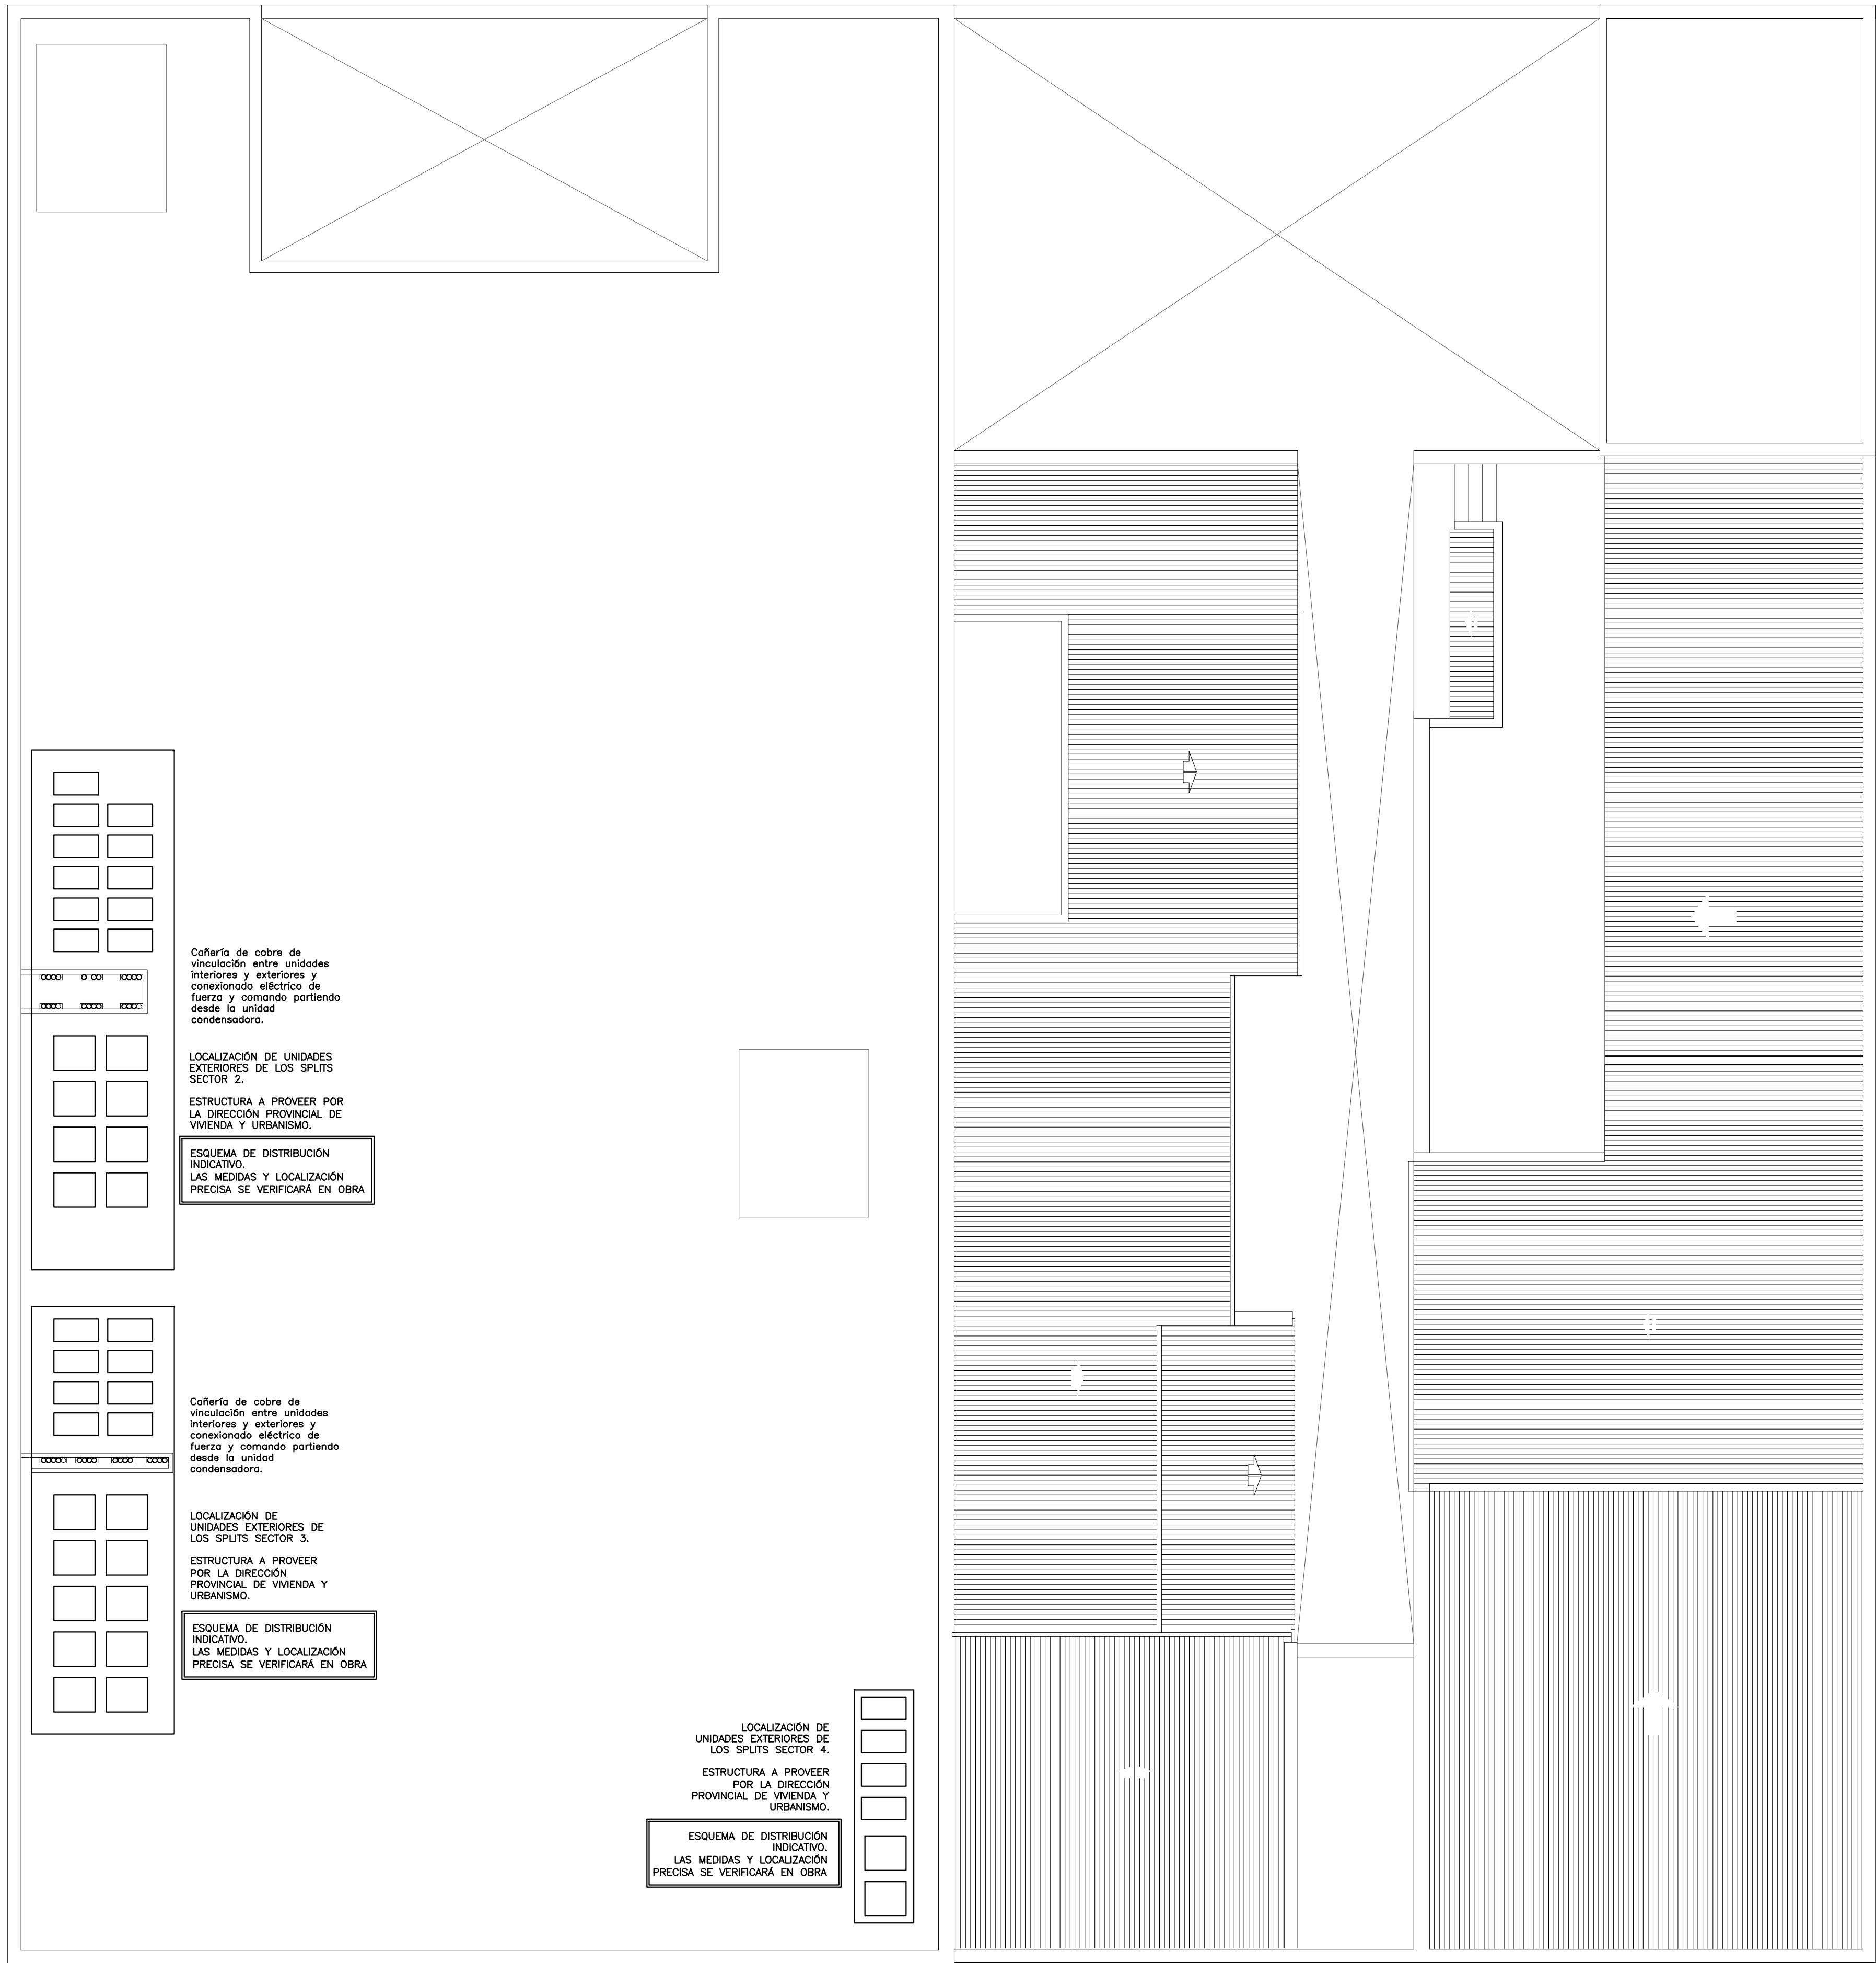 Cañería de cobre de
vinculación entre unidades
interiores y exteriores y
conexionado eléctrico de
fuerza y comando partiendo
desde la unidad
condensadora.
LOCALIZACIÓN DE UNIDADES
EXTERIORES DE LOS SPLITS
SECTOR 2.
ESTRUCTURA A PROVEER POR
LA DIRECCIÓN PROVINCIAL DE
VIVIENDA Y URBANISMO.
ESQUEMA DE DISTRIBUCIÓN
INDICATIVO.
LAS MEDIDAS Y LOCALIZACIÓN
PRECISA SE VERIFICARÁ EN OBRA
Cañería de cobre de
vinculación entre unidades
interiores y exteriores y
conexionado eléctrico de
fuerza y comando partiendo
desde la unidad
condensadora.
LOCALIZACIÓN DE
UNIDADES EXTERIORES DE
LOS SPLITS SECTOR 3.
ESTRUCTURA A PROVEER
POR LA DIRECCIÓN
PROVINCIAL DE VIVIENDA Y
URBANISMO.
ESQUEMA DE DISTRIBUCIÓN
INDICATIVO.
LAS MEDIDAS Y LOCALIZACIÓN
PRECISA SE VERIFICARÁ EN OBRA
LOCALIZACIÓN DE
UNIDADES EXTERIORES DE
LOS SPLITS SECTOR 4.
ESTRUCTURA A PROVEER
POR LA DIRECCIÓN
PROVINCIAL DE VIVIENDA Y
URBANISMO.
ESQUEMA DE DISTRIBUCIÓN
INDICATIVO.
LAS MEDIDAS Y LOCALIZACIÓN
PRECISA SE VERIFICARÁ EN OBRA